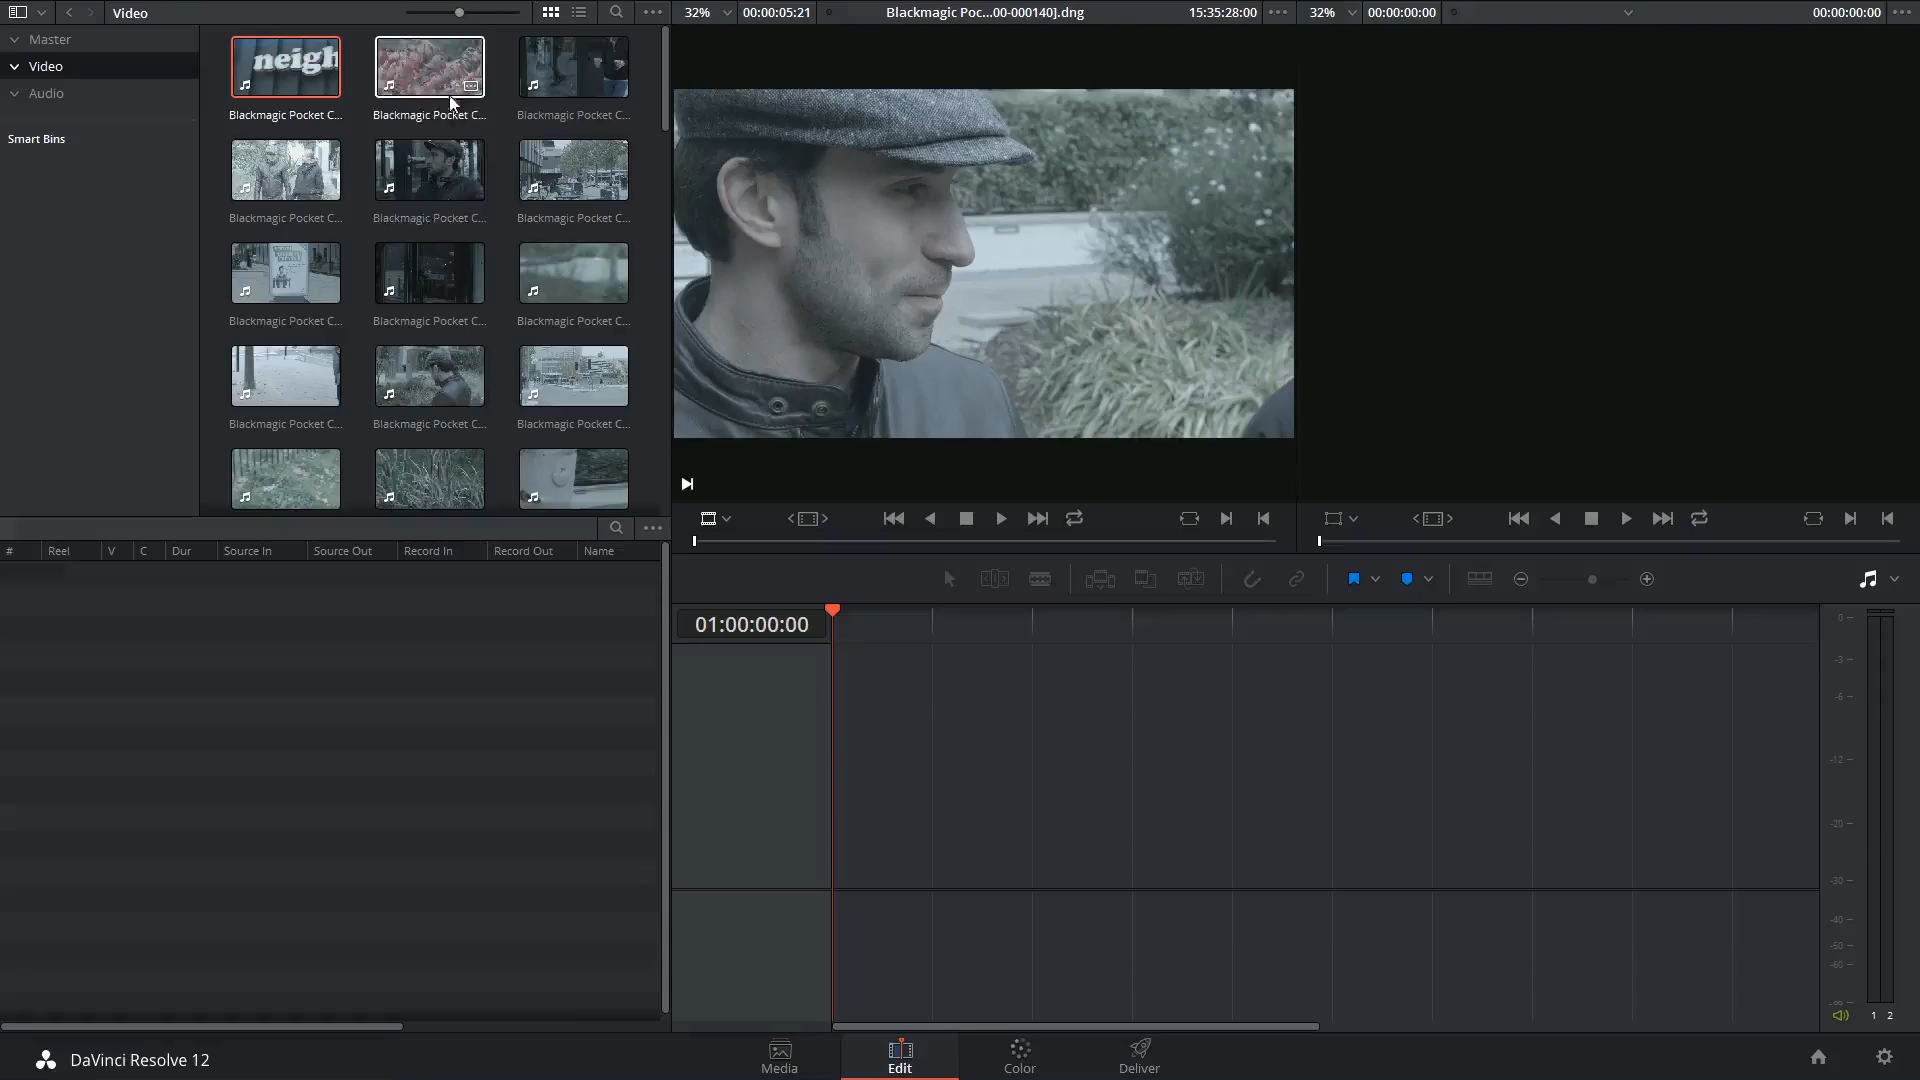 Video
32%
00:00:05:21
Blackmagic Poc...00-000140].dng
15:35:28:00
32%
00:00:00:00
00:00:00:00
Master
Video
Audio
Smart Bins
neigh
Blackmagic Pocket C...
Blackmagic Pocket C...
Blackmagic Pocket C...
Blackmagic Pocket C...
Blackmagic Pocket C...
Blackmagic Pocket C...
Blackmagic Pocket C...
Blackmagic Pocket C...
Blackmagic Pocket C...
Blackmagic Pocket C...
Blackmagic Pocket C...
Blackmagic Pocket C...
# Reel V C Dur Source In Source Out Record In Record Out Name
01:00:00:00
0
-3
-6
-12
-20
-30
-40
-50
-60
-∞
1 2
DaVinci Resolve 12
Media
Edit
Color
Deliver